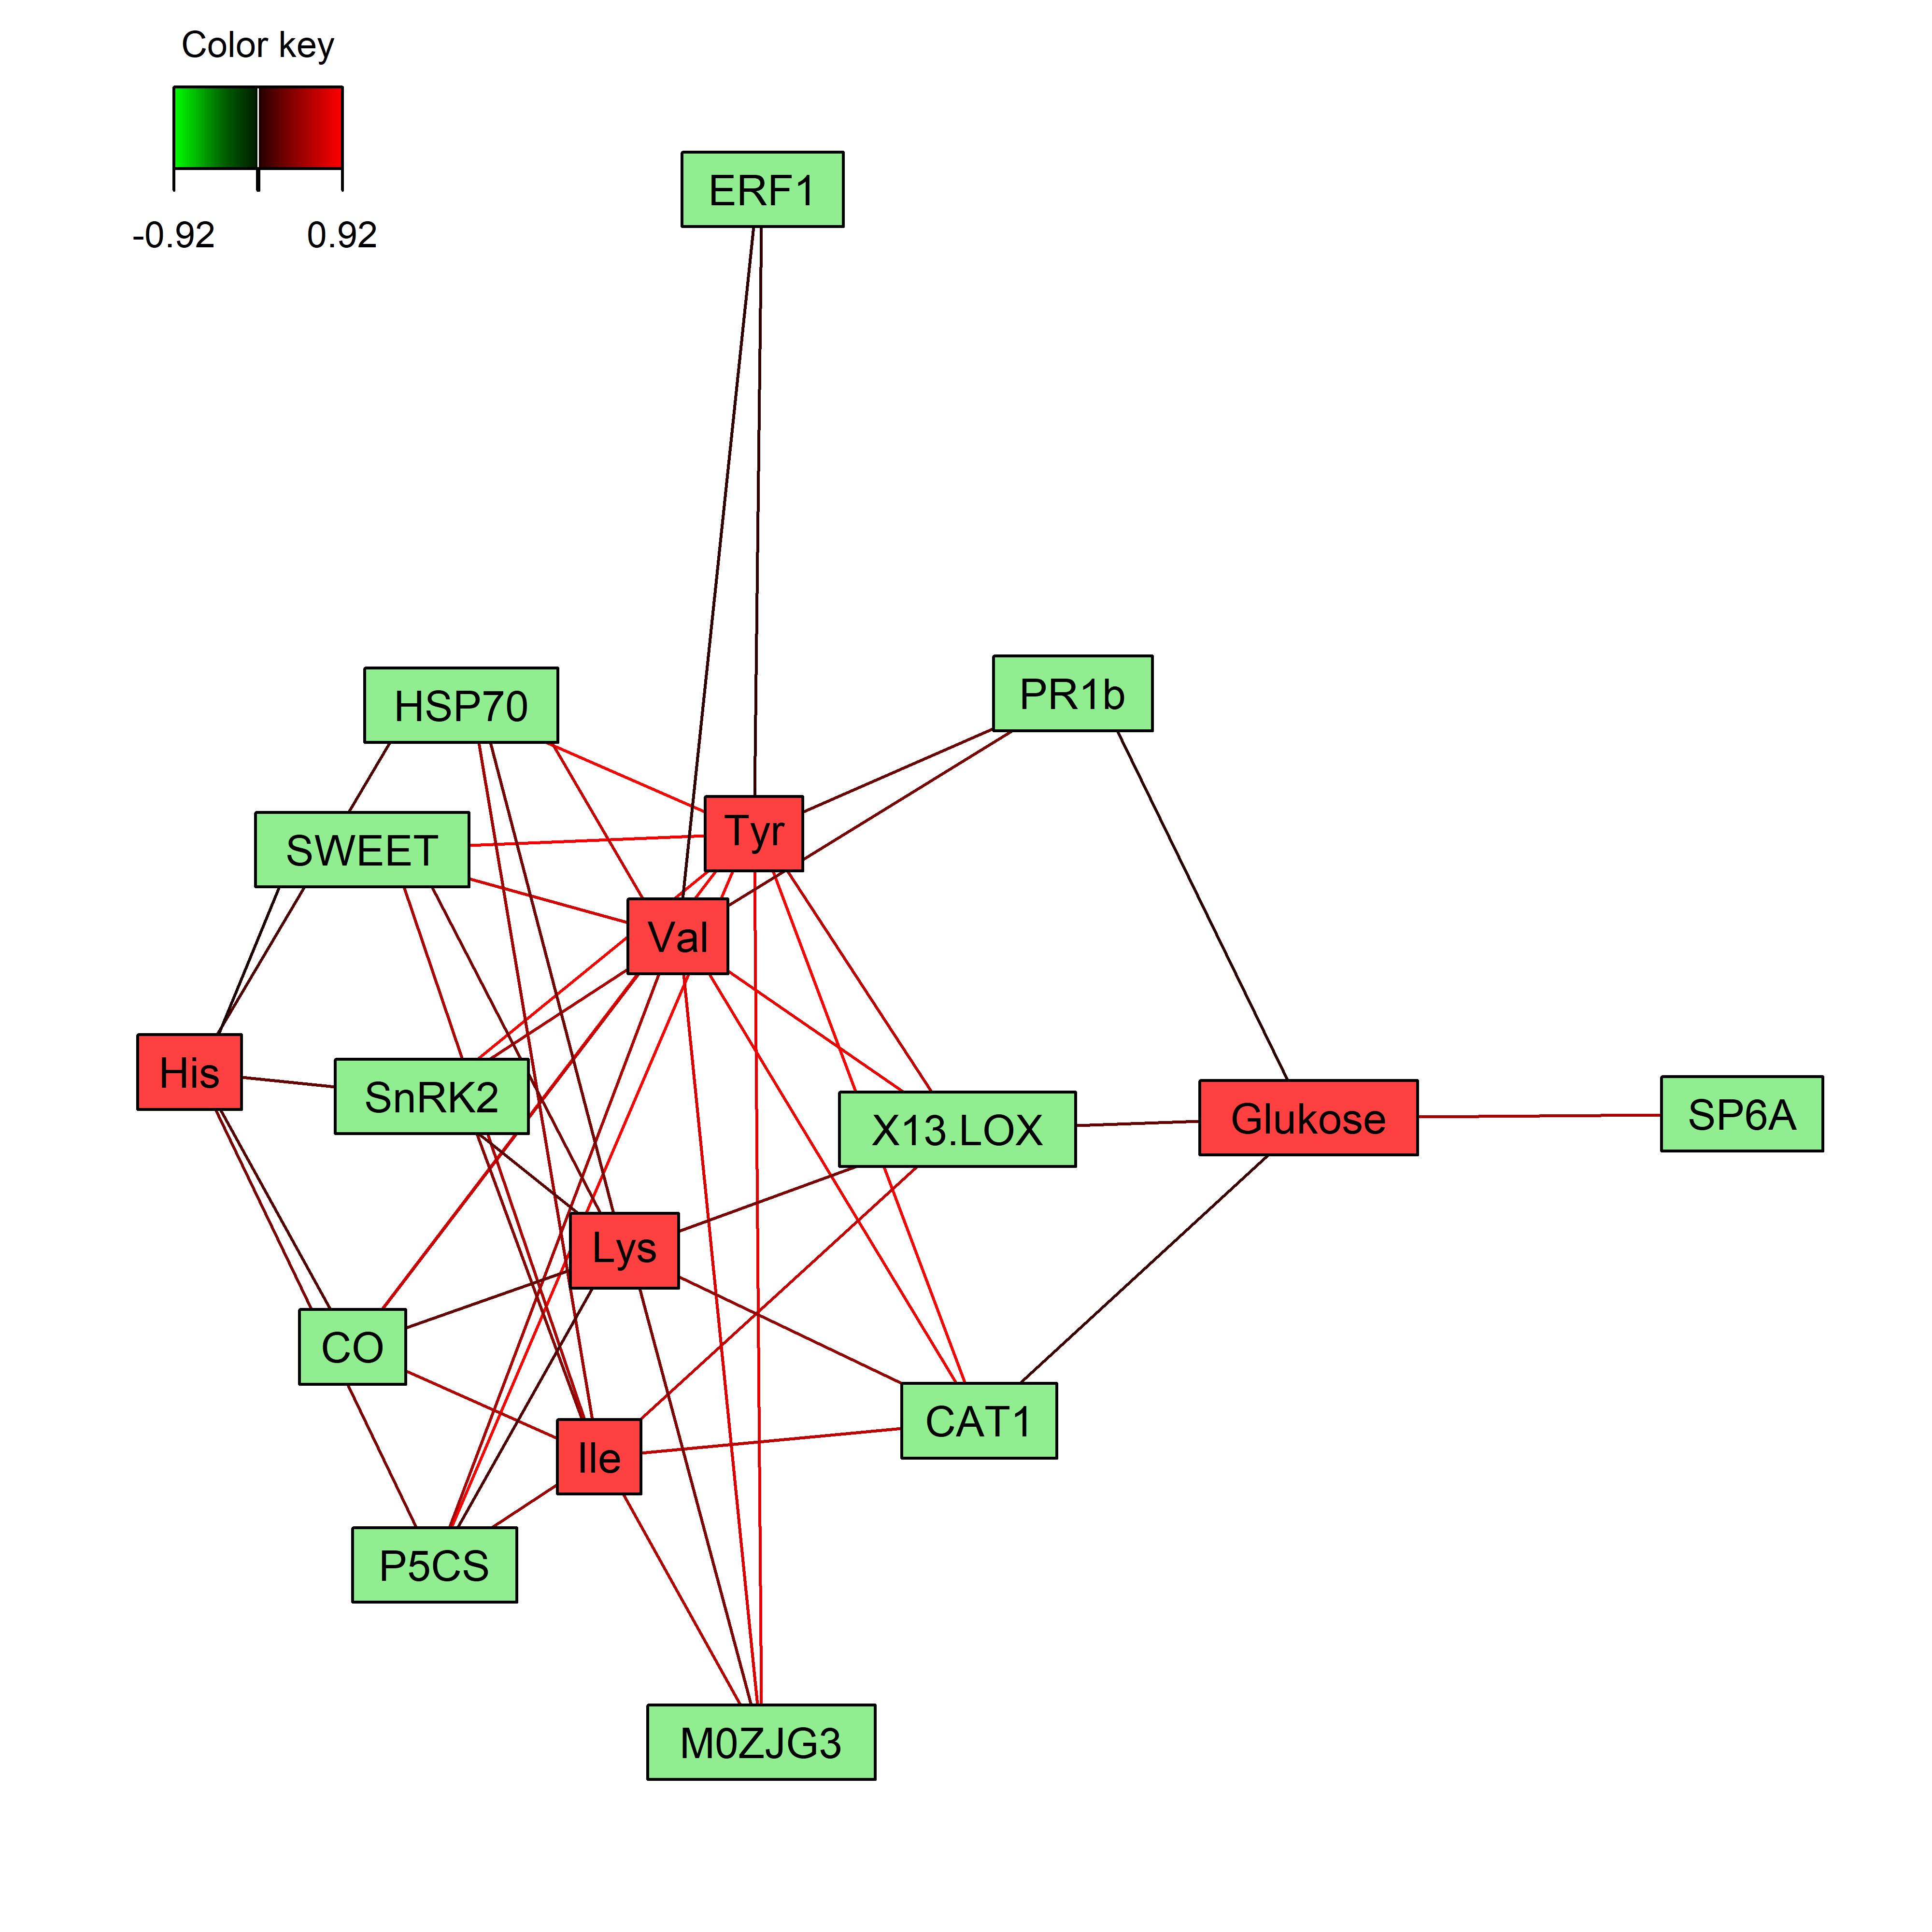 Color key
-0.92 0.92
ERF1
HSP70
PR1b
SWEET
Tyr
Val
His
SnRK2
X13.LOX
Glukose
SP6A
Lys
CO
CAT1
Ile
P5CS
M0ZJG3